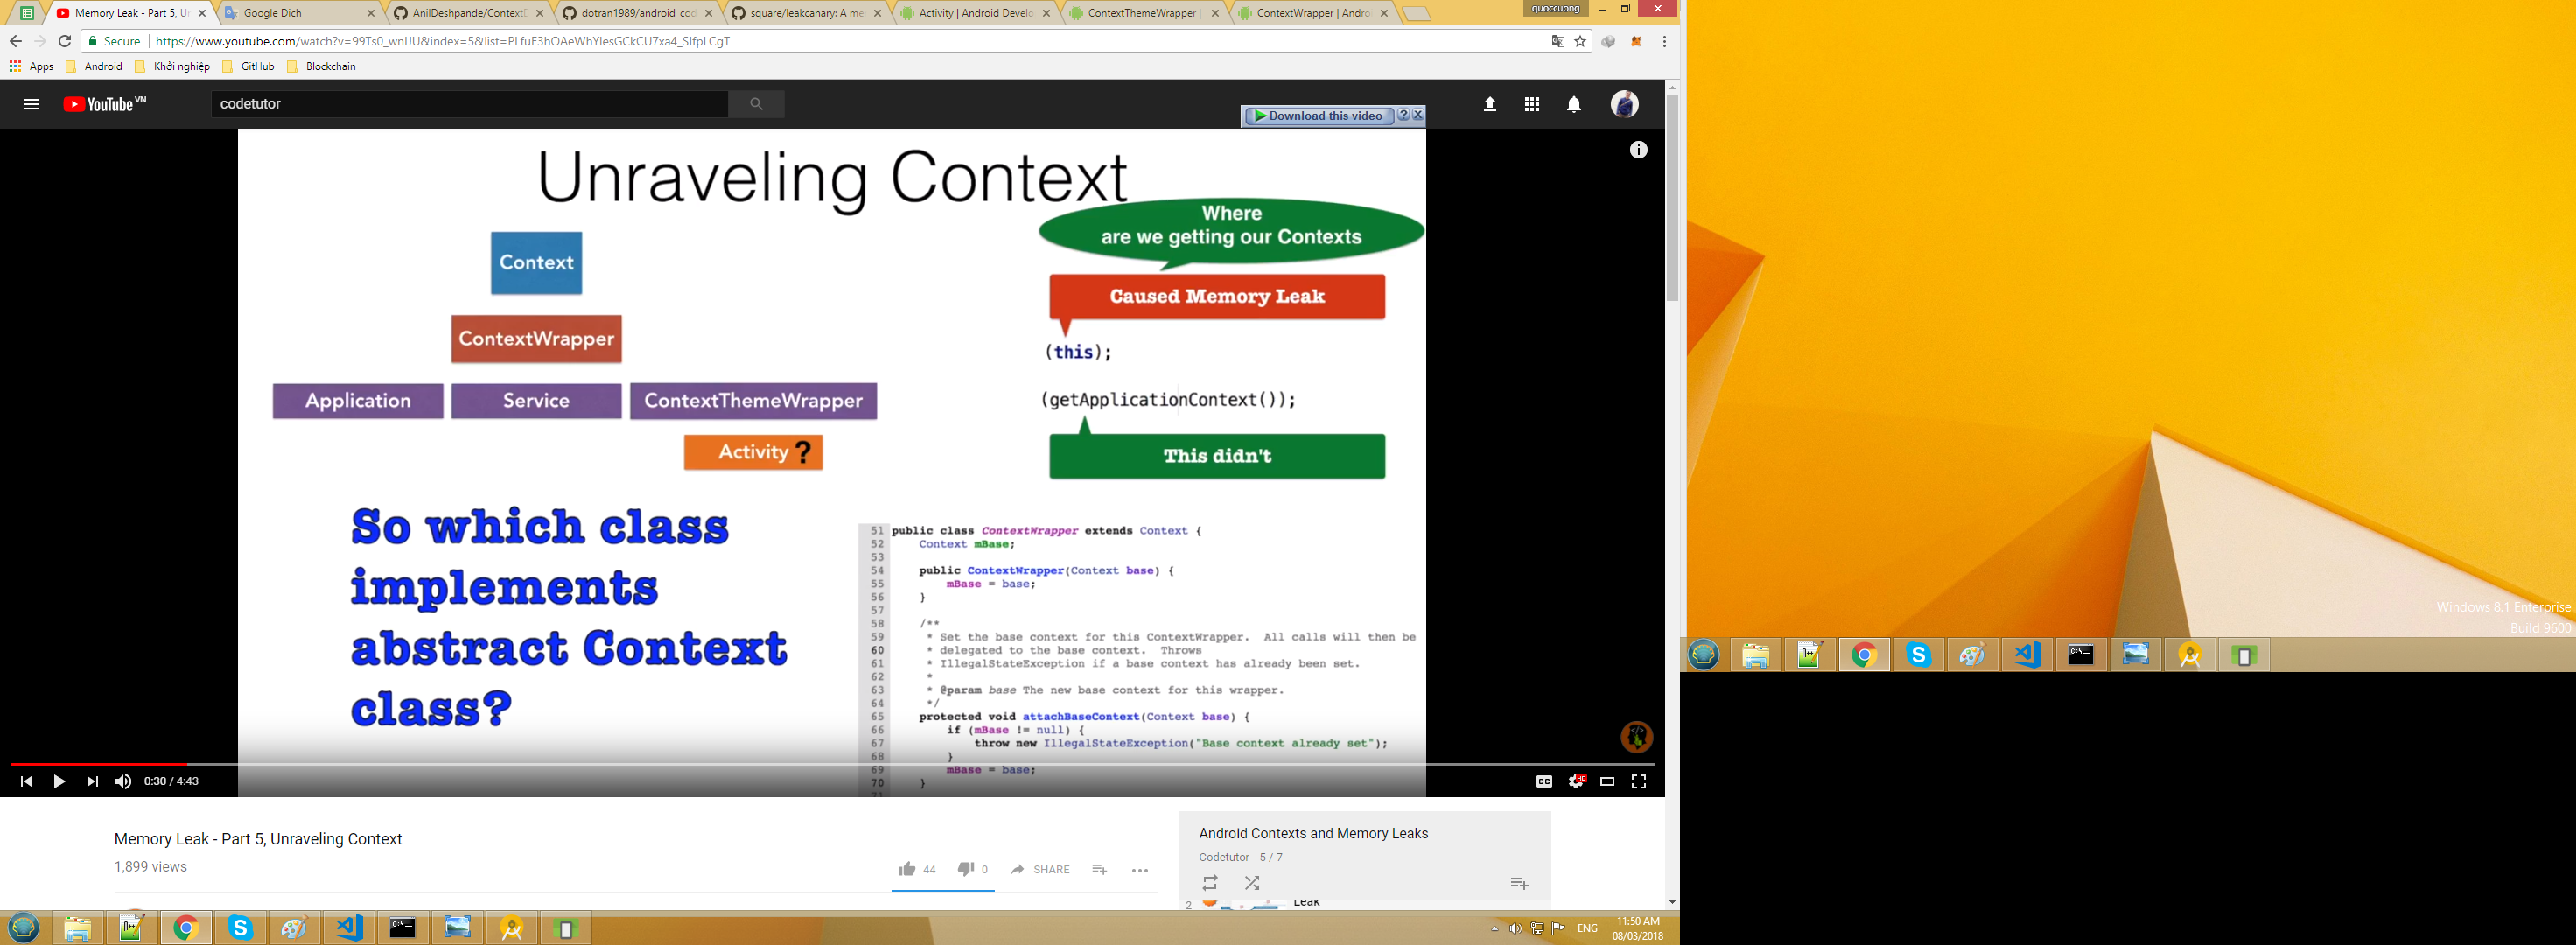 Memory Leak - Part 5, Ur
Google Dịch
AnilDeshpande/Context
dotran1989/android_cod
square/leakcanary: A me
Activity | Android Develo
ContextThemeWrapper
ContextWrapper | Andro
quoccuong
Secure
https://www.youtube.com/watch?v=99Ts0_wnIJU&index=5&list=PLfuE3hOAeWhYlesGCkCU7xa4_SIfpLCgT
Apps
Android
Khởi nghiệp
GitHub
Blockchain
YouTube VN
codetutor
Download this video
Unraveling Context
Where
are we getting our Contexts
Context
Caused Memory Leak
ContextWrapper
(this);
Application
Service
ContextThemeWrapper
(getApplicationContext());
Activity ?
This didn't
So which class
implements
abstract Context
class?
51 public class ContextWrapper extends Context {
52 Context mBase;
53
54 public ContextWrapper(Context base) {
55 mBase = base;
56 }
57
58 /**
59 * Set the base context for this ContextWrapper. All calls will then be
60 * delegated to the base context. Throws
61 * IllegalStateException if a base context has already been set.
62 *
63 * @param base The new base context for this wrapper.
64 */
65 protected void attachBaseContext(Context base) {
66 if (mBase != null) {
67 throw new IllegalStateException("Base context already set");
68 }
69 mBase = base;
70 }
0:30 / 4:43
CC
HD
Memory Leak - Part 5, Unraveling Context
1,899 views
44
0
SHARE
Android Contexts and Memory Leaks
Codetutor - 5 / 7
2
Leak
ENG
11:50 AM
08/03/2018
Windows 8.1 Enterprise
Build 9600